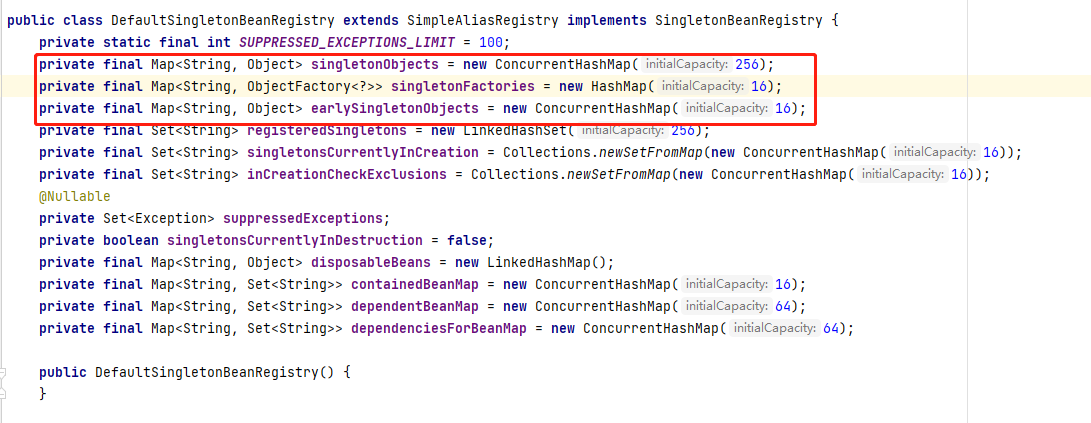 public class DefaultSingletonBeanRegistry extends SimpleAliasRegistry implements SingletonBeanRegistry {
private static final int SUPPRESSED_EXCEPTIONS_LIMIT = 100;
private final Map<String, Object> singletonObjects = new ConcurrentHashMap( initialCapacity: 256);
private final Map<String, ObjectFactory<?>> singletonFactories = new HashMap( initialCapacity: 16);
private final Map<String, Object> earlySingletonObjects = new ConcurrentHashMap( initialCapacity: 16);
private final Set<String> registeredSingletons = new LinkedHashSet( initialCapacity: 256);
private final Set<String> singletonsCurrentlyInCreation = Collections.newSetFromMap(new ConcurrentHashMap( initialCapacity: 16));
private final Set<String> inCreationCheckExclusions = Collections.newSetFromMap(new ConcurrentHashMap( initialCapacity: 16));
@Nullable
private Set<Exception> suppressedExceptions;
private boolean singletonsCurrentlyInDestruction = false;
private final Map<String, Object> disposableBeans = new LinkedHashMap();
private final Map<String, Set<String>> containedBeanMap = new ConcurrentHashMap( initialCapacity: 16);
private final Map<String, Set<String>> dependentBeanMap = new ConcurrentHashMap( initialCapacity: 64);
private final Map<String, Set<String>> dependenciesForBeanMap = new ConcurrentHashMap( initialCapacity: 64);
public DefaultSingletonBeanRegistry() {
}